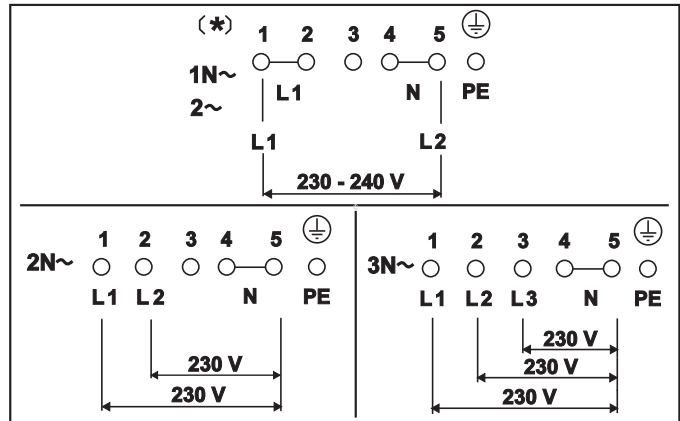 (*) 1 2 3 4 5
1N~ L1 N PE
2~
L1 L2
230 - 240 V
2N~ 1 2 3 4 5
L1 L2 N PE
230 V
230 V
3N~ 1 2 3 4 5
L1 L2 L3 N PE
230 V
230 V
230 V